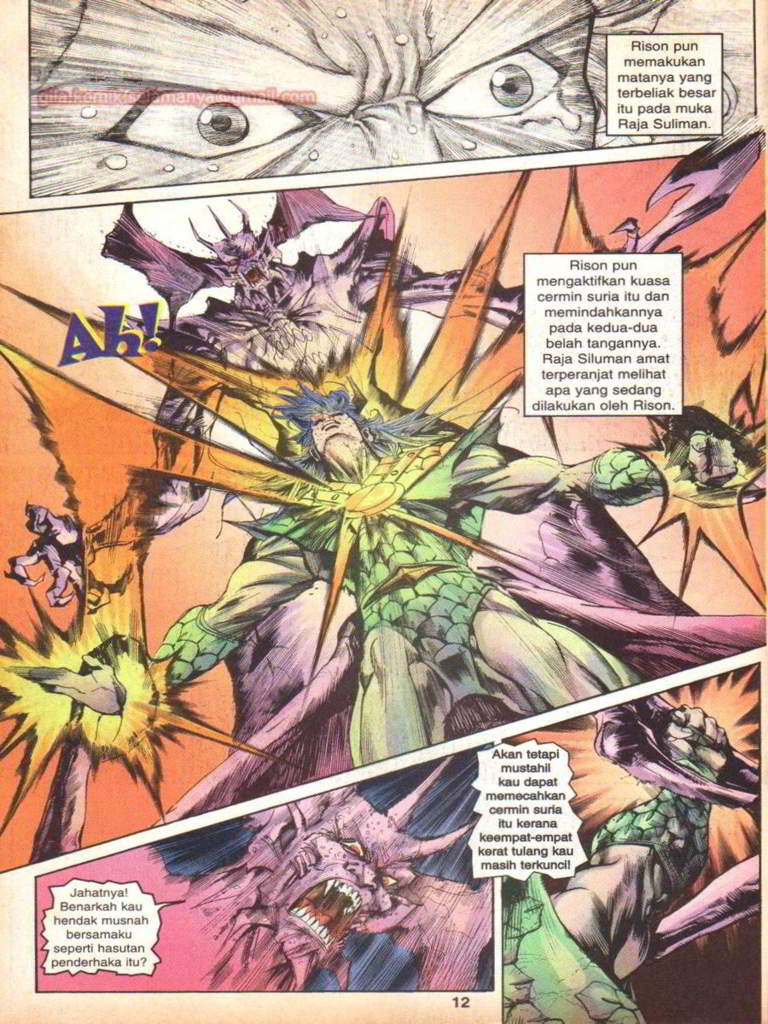 Rison pun
memakukan
matanya yang
terbeliak besar
itu pada muka
Raja Suliman.
Rison pun
mengaktifkan kuasa
cermin suria itu dan
memindahkannya
pada kedua-dua
belah tangannya.
Raja Siluman amat
terperanjat melihat
apa yang sedang
dilakukan oleh Rison.
Ah!
Akan tetapi
mustahil
kau dapat
memecahkan
cermin suria
itu kerana
keempat-empat
kerat tulang kau
masih terkunci!
Jahatnya!
Benarkah kau
hendak musnah
bersamaku
seperti hasutan
penderhaka itu?
12